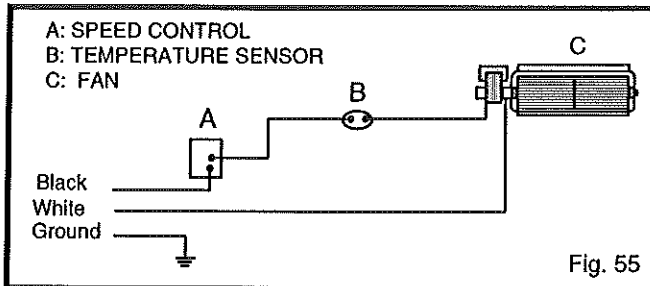 A: SPEED CONTROL
B: TEMPERATURE SENSOR
C: FAN
C
B
A
Black
White
Ground
Fig. 55